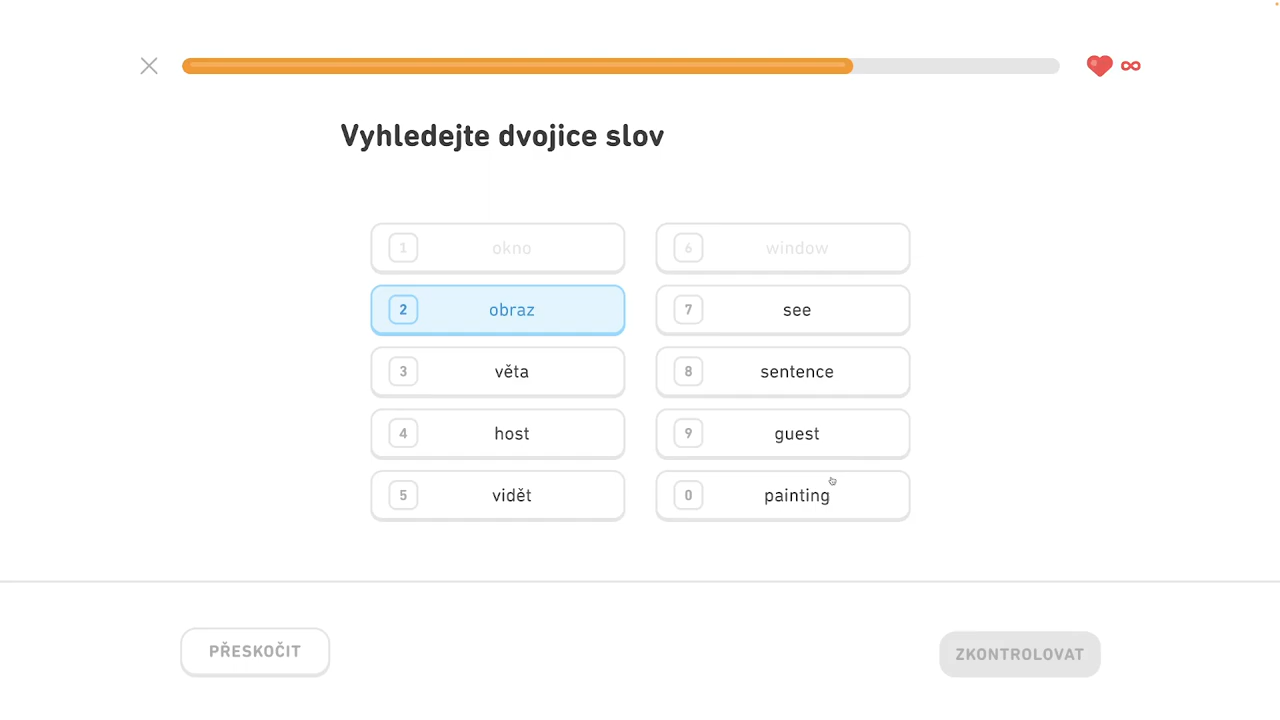 ∞
Vyhledejte dvojice slov
1 okno
6 window
2 obraz
7 see
3 věta
8 sentence
4 host
9 guest
5 vidět
0 painting
PŘESKOČIT
ZKONTROLOVAT